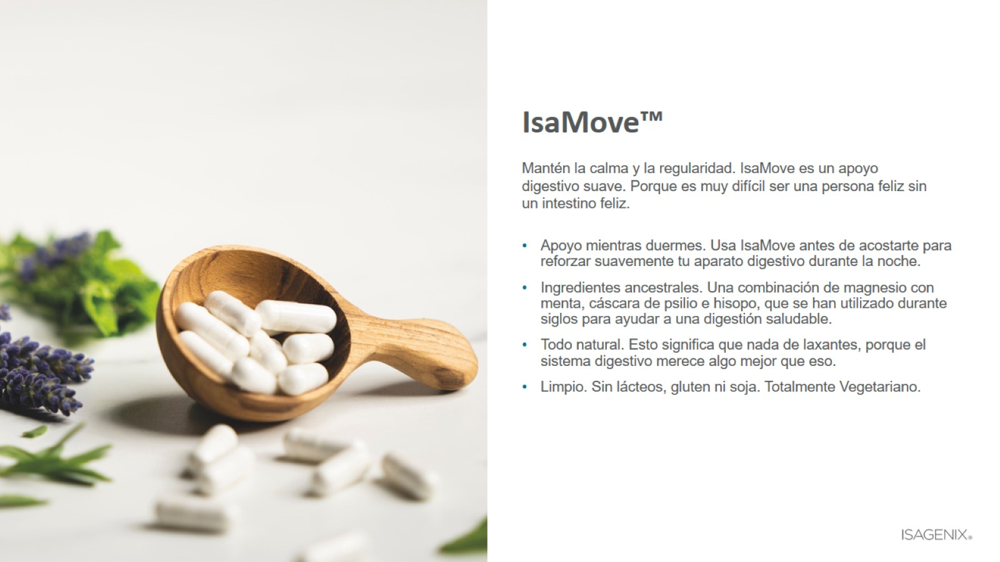 IsaMove™
Mantén la calma y la regularidad. IsaMove es un apoyo
digestivo suave. Porque es muy difícil ser una persona feliz sin
un intestino feliz.
• Apoyo mientras duermes. Usa IsaMove antes de acostarte para
reforzar suavemente tu aparato digestivo durante la noche.
• Ingredientes ancestrales. Una combinación de magnesio con
menta, cáscara de psilio e hisopo, que se han utilizado durante
siglos para ayudar a una digestión saludable.
• Todo natural. Esto significa que nada de laxantes, porque el
sistema digestivo merece algo mejor que eso.
• Limpio. Sin lácteos, gluten ni soja. Totalmente Vegetariano.
ISAGENIX®